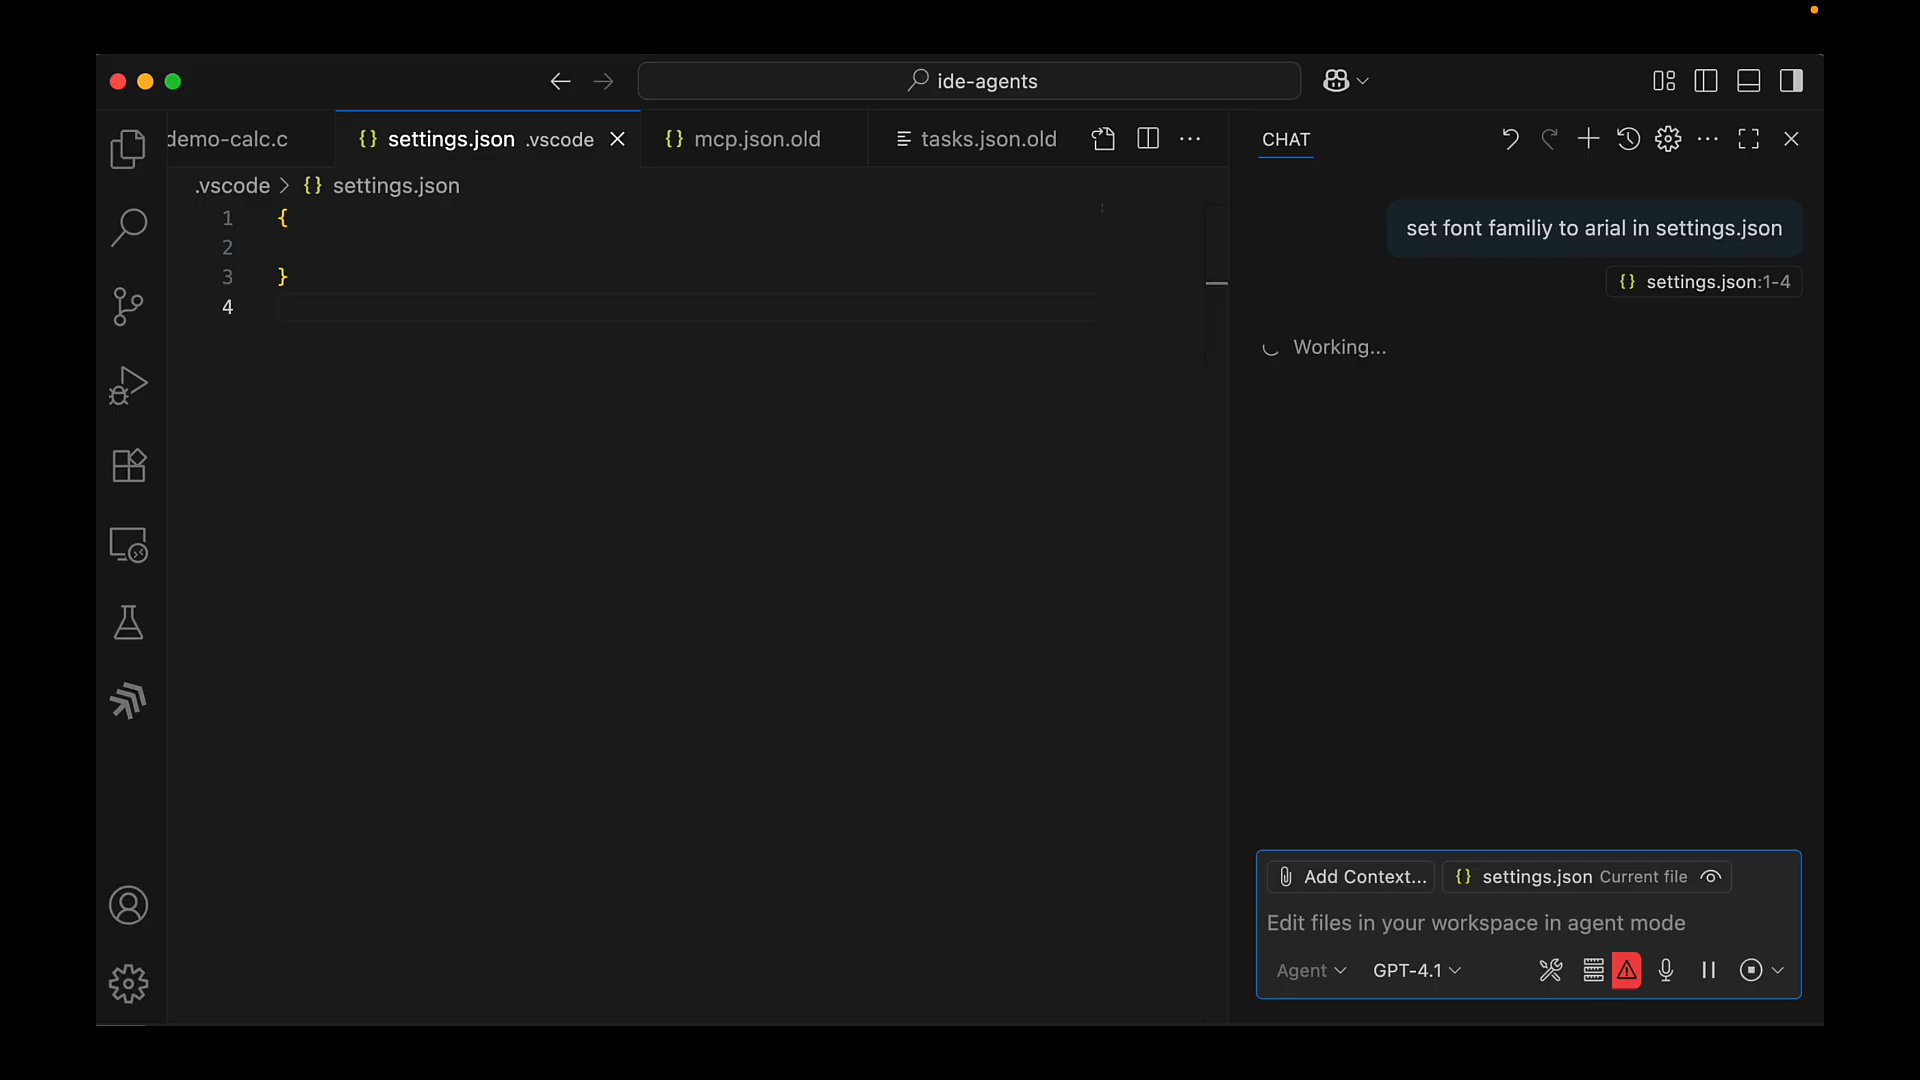 ide-agents
demo-calc.c
{} settings.json .vscode
{} mcp.json.old
tasks.json.old
CHAT
.vscode > {} settings.json
1 {
2
3 }
4
set font familiy to arial in settings.json
{} settings.json:1-4
Working...
Add Context...
{} settings.json Current file
Edit files in your workspace in agent mode
Agent
GPT-4.1